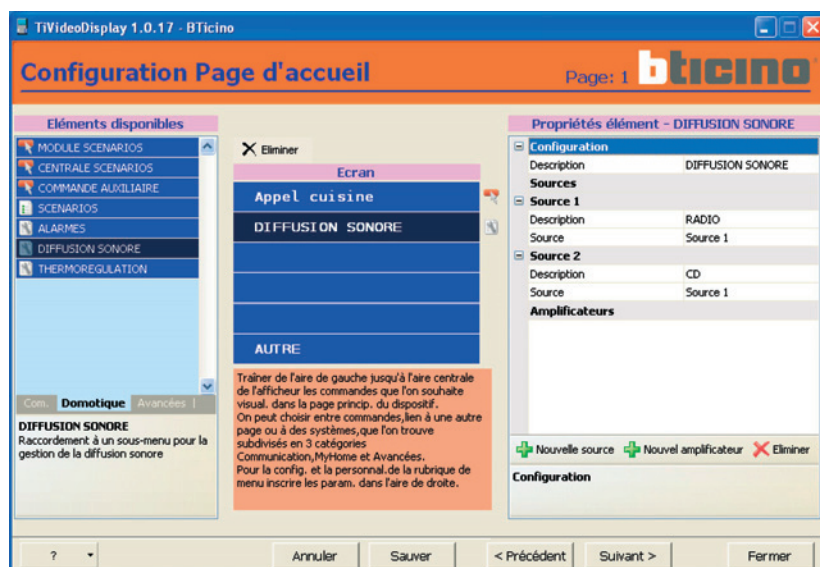 TiVideoDisplay 1.0.17 - BTicino
Configuration Page d'accueil
Page: 1
bticino
Eléments disponibles
MODULE SCENARIOS
CENTRALE SCENARIOS
COMMANDE AUXILIAIRE
SCENARIOS
ALARMES
DIFFUSION SONORE
THERMOREGULATION
Com. Domotique Avancées
DIFFUSION SONORE
Raccordement à un sous-menu pour la
gestion de la diffusion sonore
Eliminer
Ecran
Appel cuisine
DIFFUSION SONORE
AUTRE
Traîner de l'aire de gauche jusqu'à l'aire centrale
de l'afficheur les commandes que l'on souhaite
visual. dans la page princip. du dispositif.
On peut choisir entre commandes,lien à une autre
page ou à des systèmes,que l'on trouve
subdivisés en 3 catégories
Communication,MyHome et Avancées.
Pour la config. et la personnal.de la rubrique de
menu inscrire les param. dans l'aire de droite.
Propriétés élément - DIFFUSION SONORE
Configuration
Description DIFFUSION SONORE
Sources
Source 1
Description RADIO
Source Source 1
Source 2
Description CD
Source Source 1
Amplificateurs
Nouvelle source Nouvel amplificateur Eliminer
Configuration
? Annuler Sauver < Précédent Suivant > Fermer